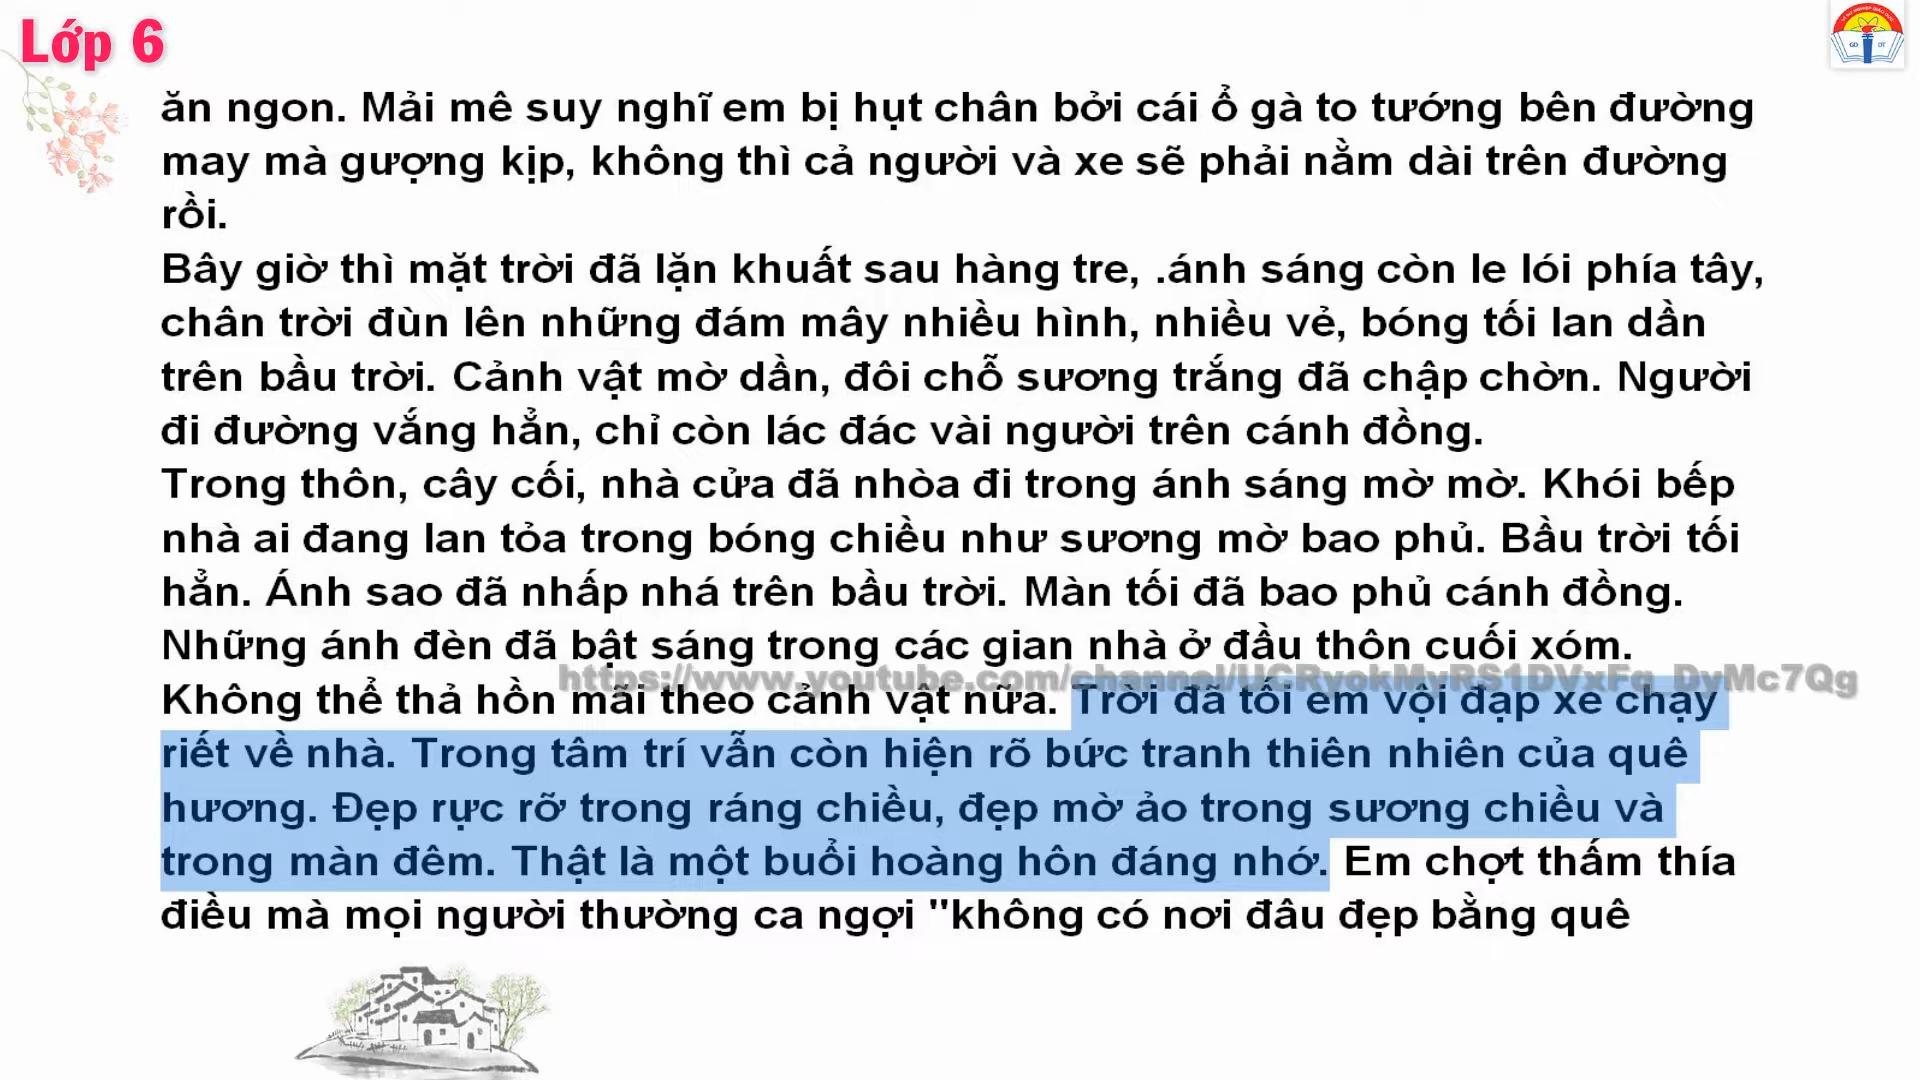 Lớp 6
ăn ngon. Mải mê suy nghĩ em bị hụt chân bởi cái ổ gà to tướng bên đường
may mà gượng kịp, không thì cả người và xe sẽ phải nằm dài trên đường
rồi.
Bây giờ thì mặt trời đã lặn khuất sau hàng tre, .ánh sáng còn le lói phía tây,
chân trời đùn lên những đám mây nhiều hình, nhiều vẻ, bóng tối lan dần
trên bầu trời. Cảnh vật mờ dần, đôi chỗ sương trắng đã chập chờn. Người
đi đường vắng hẳn, chỉ còn lác đác vài người trên cánh đồng.
Trong thôn, cây cối, nhà cửa đã nhòa đi trong ánh sáng mờ mờ. Khói bếp
nhà ai đang lan tỏa trong bóng chiều như sương mờ bao phủ. Bầu trời tối
hẳn. Ánh sao đã nhấp nhá trên bầu trời. Màn tối đã bao phủ cánh đồng.
Những ánh đèn đã bật sáng trong các gian nhà ở đầu thôn cuối xóm.
https://www.youtube.com/channel/UCRyokMyRS1DVxFq_DyMc7Qg
Không thể thả hồn mãi theo cảnh vật nữa. Trời đã tối em vội đạp xe chạy
riết về nhà. Trong tâm trí vẫn còn hiện rõ bức tranh thiên nhiên của quê
hương. Đẹp rực rỡ trong ráng chiều, đẹp mờ ảo trong sương chiều và
trong màn đêm. Thật là một buổi hoàng hôn đáng nhớ. Em chợt thấm thía
điều mà mọi người thường ca ngợi "không có nơi đâu đẹp bằng quê